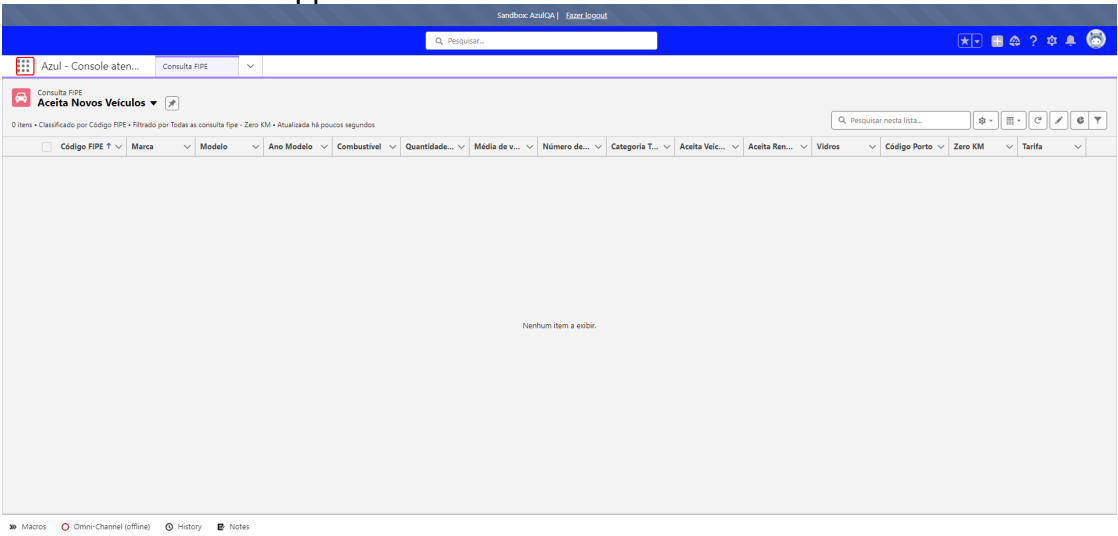 Sandbox: AzulQA | Fazer logout
Pesquisar...
Azul - Console aten... Consulta FIPE
Consulta FIPE
Aceita Novos Veículos
0 itens • Classificado por Código FIPE • Filtrado por Todas as consulta fipe - Zero KM • Atualizada há poucos segundos
Pesquisar nesta lista...
Código FIPE ↑ Marca Modelo Ano Modelo Combustível Quantidade... Média de v... Número de... Categoria T... Aceita Veíc... Aceita Ren... Vidros Código Porto Zero KM Tarifa
Nenhum item a exibir.
Macros Omni-Channel (offline) History Notes